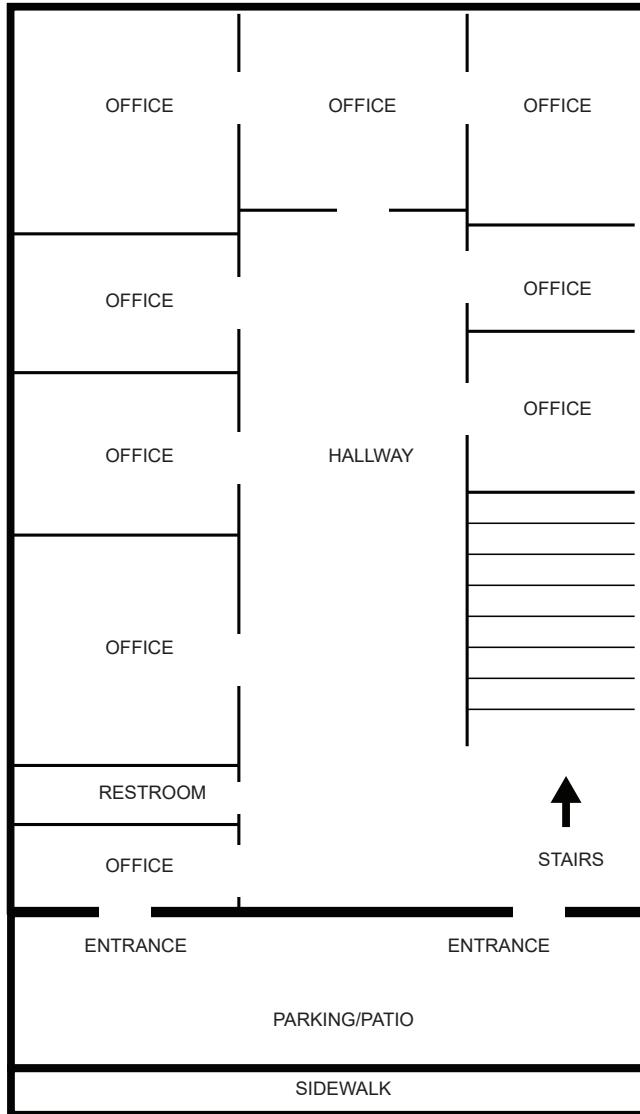 OFFICE
OFFICE
OFFICE
OFFICE
OFFICE
OFFICE
OFFICE
HALLWAY
OFFICE
RESTROOM
STAIRS
OFFICE
ENTRANCE
ENTRANCE
PARKING/PATIO
SIDEWALK